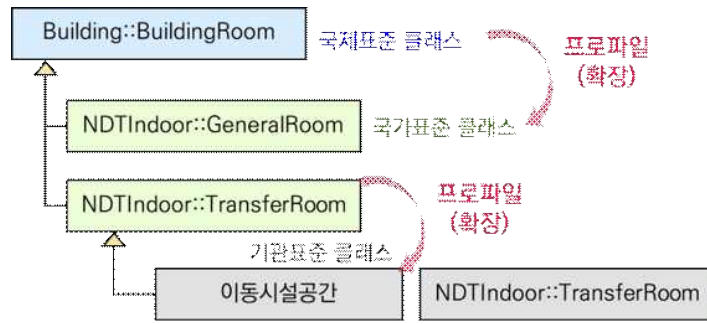 Building::BuildingRoom
국제표준 클래스
프로파일
(확장)
NDTIndoor::GeneralRoom
국가표준 클래스
NDTIndoor::TransferRoom
프로파일
(확장)
기관표준 클래스
이동시설공간
NDTIndoor::TransferRoom